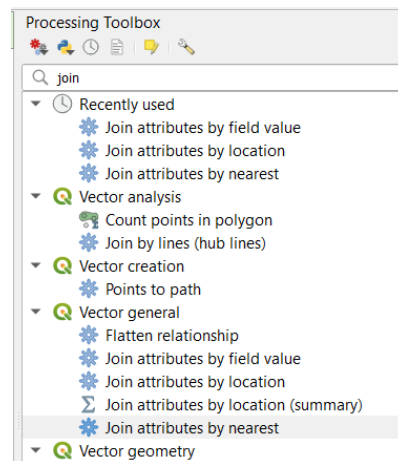 Processing Toolbox
join
Recently used
Join attributes by field value
Join attributes by location
Join attributes by nearest
Vector analysis
Count points in polygon
Join by lines (hub lines)
Vector creation
Points to path
Vector general
Flatten relationship
Join attributes by field value
Join attributes by location
Join attributes by location (summary)
Join attributes by nearest
Vector geometry